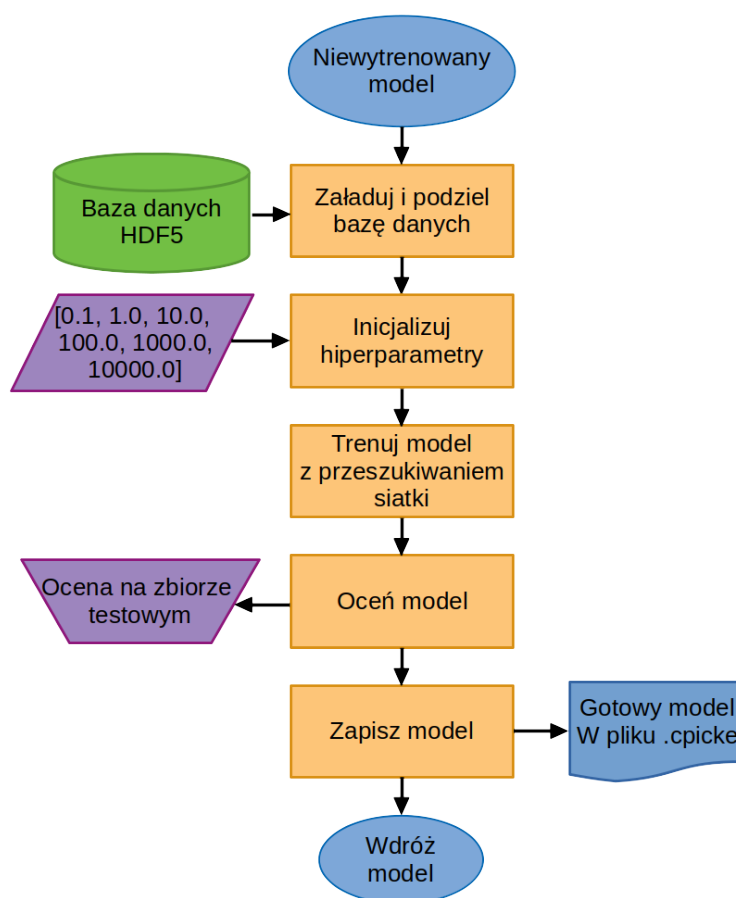 Niewytrenowany
model
Baza danych
HDF5
Załaduj i podziel
bazę danych
[0.1, 1.0, 10.0,
100.0, 1000.0,
10000.0]
Inicjalizuj
hiperparametry
Trenuj model
z przeszukiwaniem
siatki
Ocena na zbiorze
testowym
Oceń model
Zapisz model
Gotowy model
W pliku .cpicke
Wdróż
model